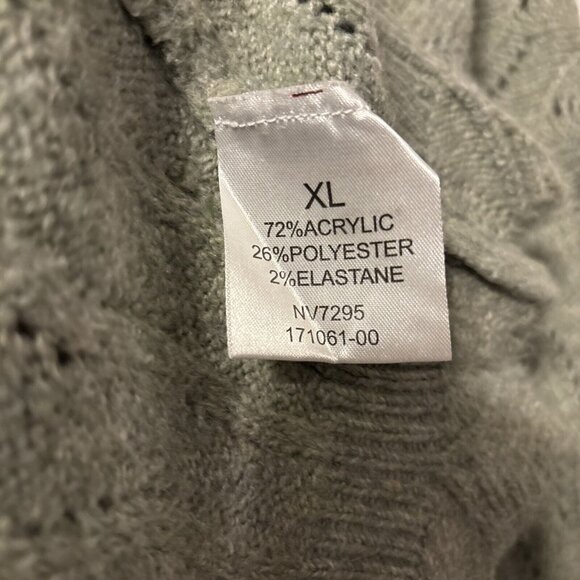 XL
72%ACRYLIC
26%POLYESTER
2%ELASTANE
NV7295
171061-00